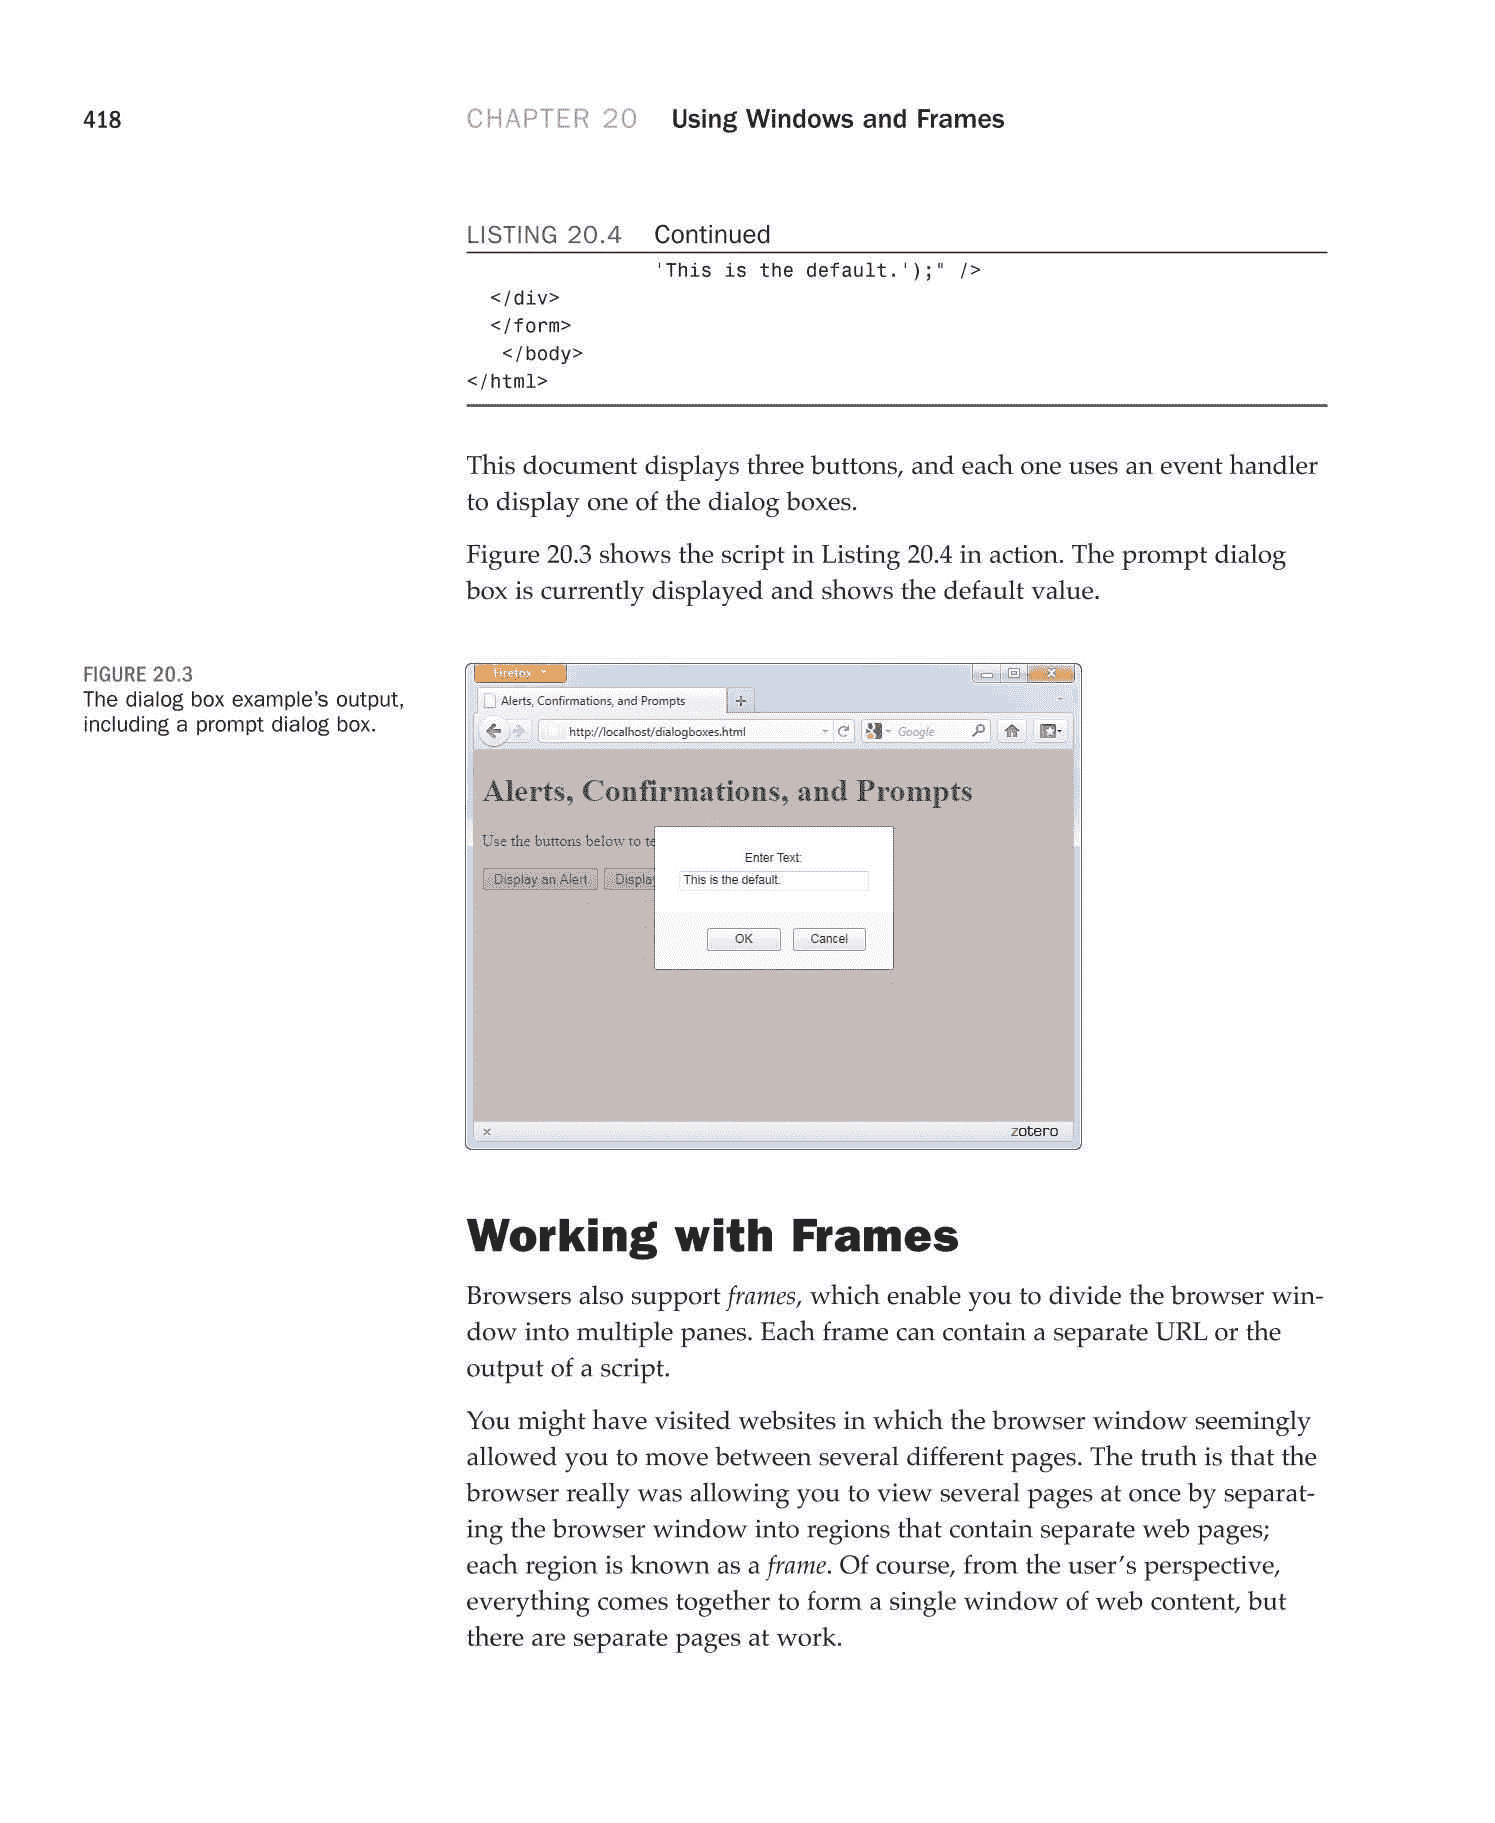 418
CHAPTER 20 Using Windows and Frames
LISTING 20.4 Continued
'This is the default.');" />
</div>
</form>
</body>
</html>
This document displays three buttons, and each one uses an event handler
to display one of the dialog boxes.
Figure 20.3 shows the script in Listing 20.4 in action. The prompt dialog
box is currently displayed and shows the default value.
FIGURE 20.3
The dialog box example's output,
including a prompt dialog box.
Firefox
Alerts, Confirmations, and Prompts
http://localhost/dialogboxes.html
Google
Alerts, Confirmations, and Prompts
Use the buttons below to te
Enter Text:
Display an Alert
Display
This is the default.
OK
Cancel
x
zotero
Working with Frames
Browsers also support frames, which enable you to divide the browser win-
dow into multiple panes. Each frame can contain a separate URL or the
output of a script.
You might have visited websites in which the browser window seemingly
allowed you to move between several different pages. The truth is that the
browser really was allowing you to view several pages at once by separat-
ing the browser window into regions that contain separate web pages;
each region is known as a frame. Of course, from the user's perspective,
everything comes together to form a single window of web content, but
there are separate pages at work.